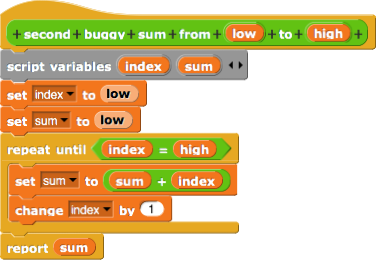 +second+buggy+sum+from+ low +to+ high +
script variables index sum
set index to low
set sum to low
repeat until index = high
set sum to sum + index
change index by 1
report sum